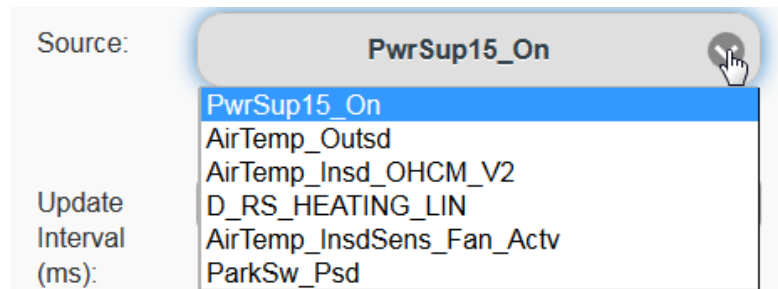 Source:
PwrSup15_On
PwrSup15_On
AirTemp_Outsd
AirTemp_Insd_OHCM_V2
D_RS_HEATING_LIN
AirTemp_InsdSens_Fan_Actv
ParkSw_Psd
Update
Interval
(ms):